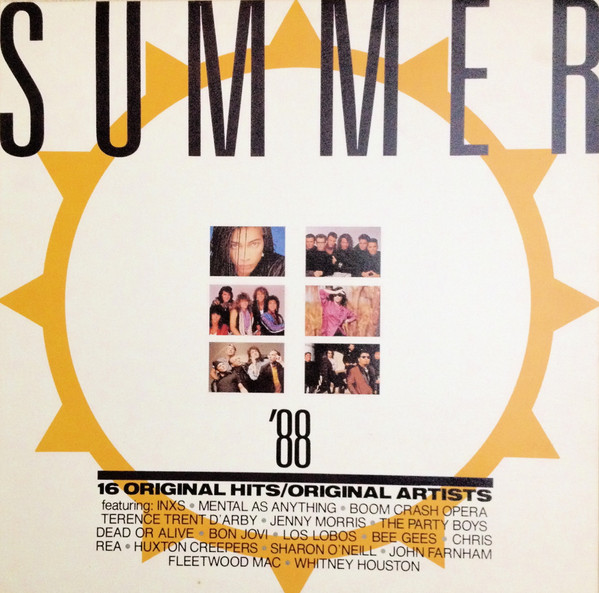 SUMMER
'88
16 ORIGINAL HITS/ORIGINAL ARTISTS
featuring: INXS • MENTAL AS ANYTHING • BOOM CRASH OPERA
TERENCE TRENT D'ARBY • JENNY MORRIS • THE PARTY BOYS
DEAD OR ALIVE • BON JOVI • LOS LOBOS • BEE GEES • CHRIS
REA • HUXTON CREEPERS • SHARON O'NEILL • JOHN FARNHAM
FLEETWOOD MAC • WHITNEY HOUSTON